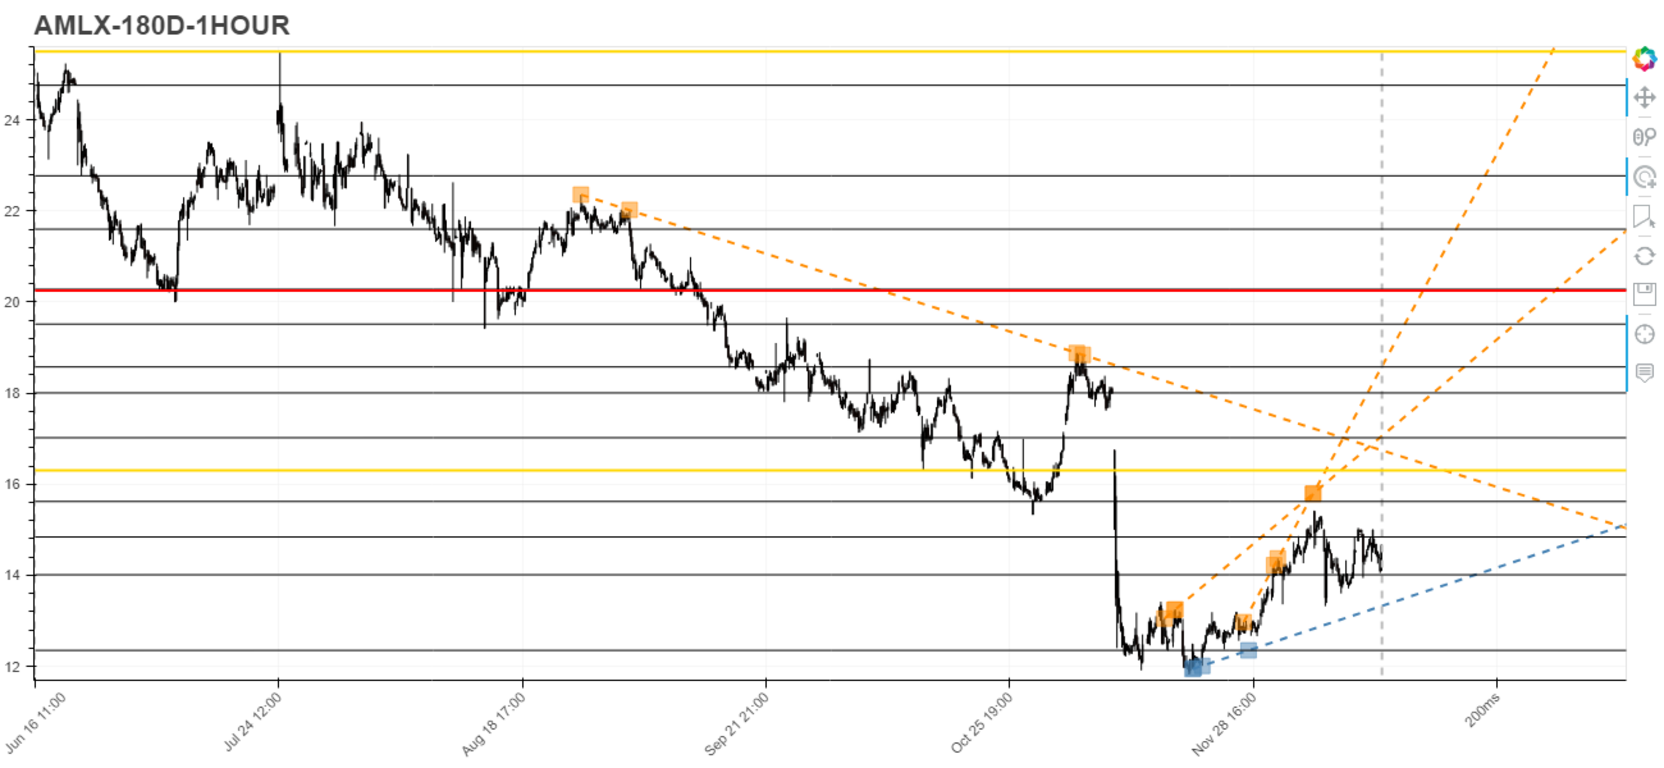 AMLX-180D-1HOUR
24
22
20
18
16
14
12
Jun 16 11:00
Jul 24 12:00
Aug 18 17:00
Sep 21 21:00
Oct 25 19:00
Nov 28 16:00
200ms